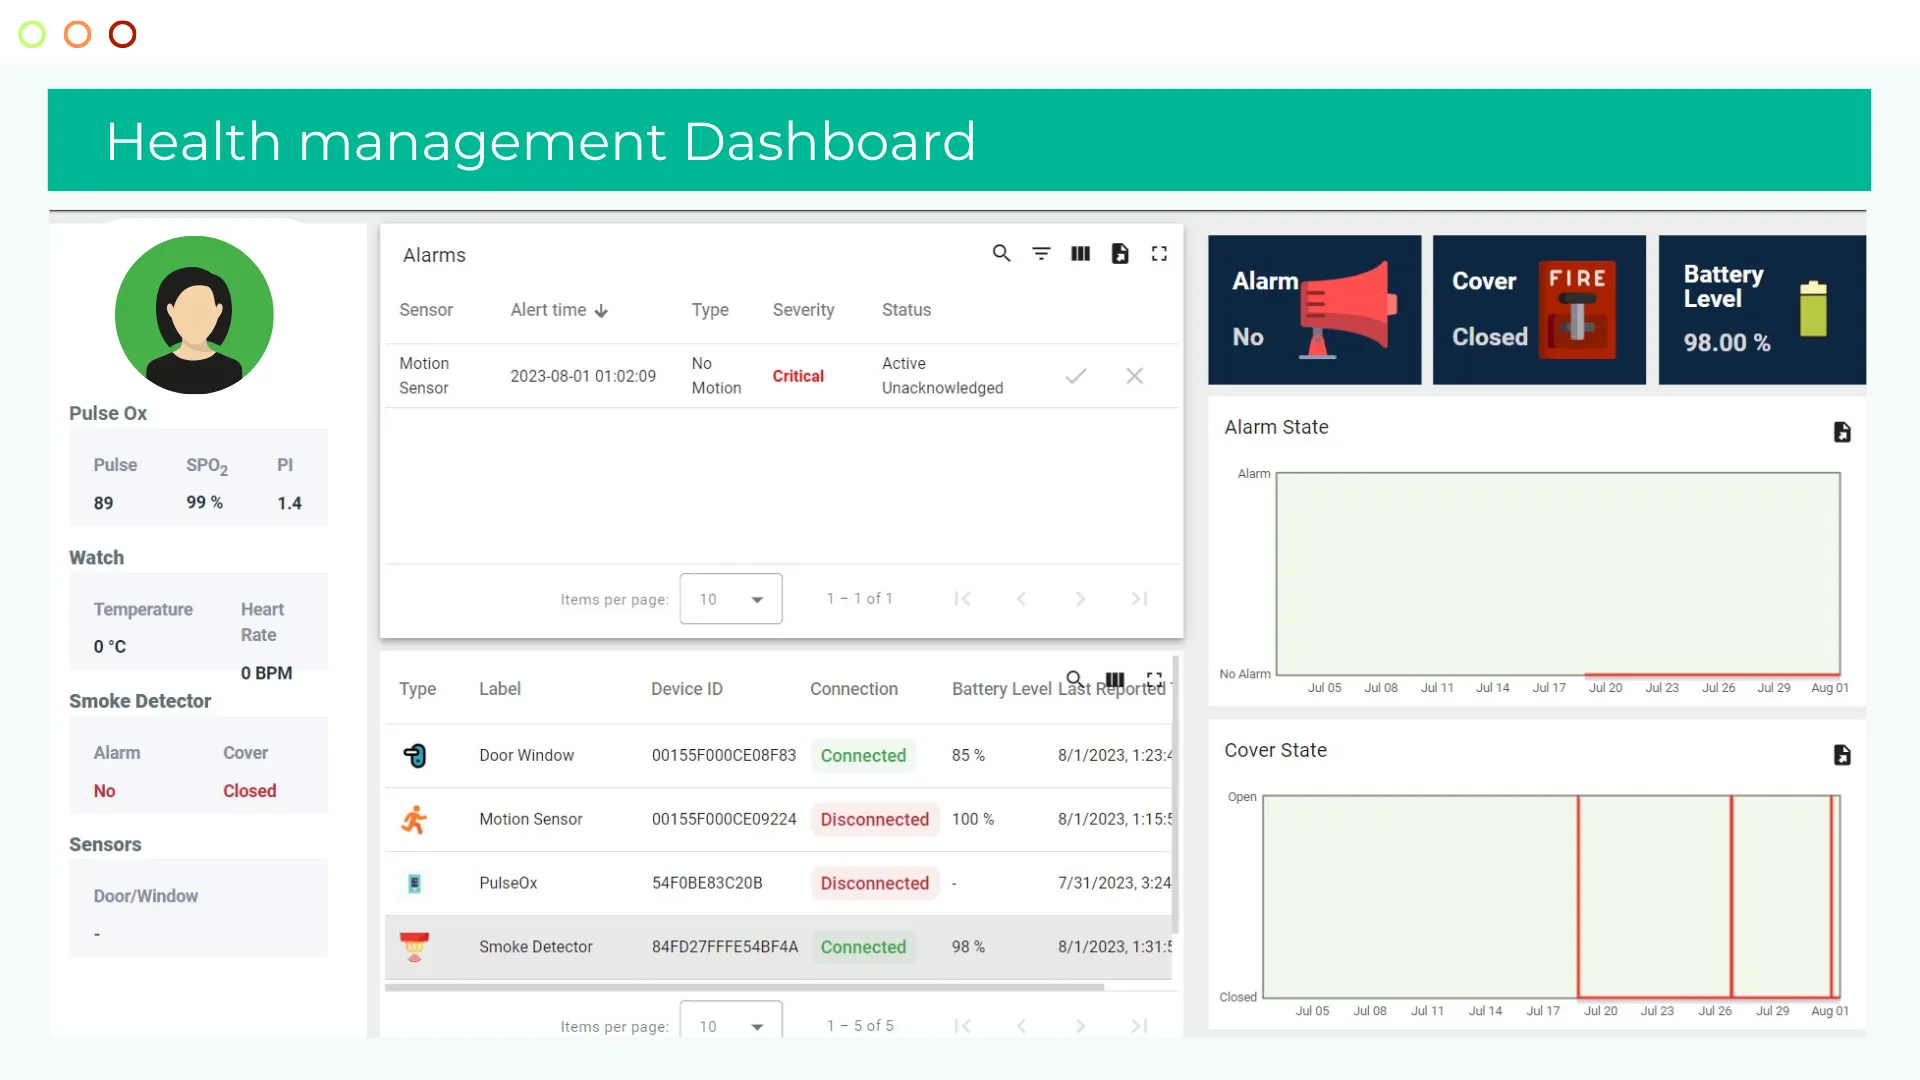 Health management Dashboard
Pulse Ox
Pulse SPO2 PI
89 99 % 1.4
Watch
Temperature Heart
Rate
0 °C
0 BPM
Smoke Detector
Alarm Cover
No Closed
Sensors
Door/Window
-
Alarms
Sensor Alert time Type Severity Status
Motion
Sensor
2023-08-01 01:02:09
No
Motion
Critical
Active
Unacknowledged
Items per page: 10 1 – 1 of 1
Type Label Device ID Connection Battery Level Last Reported
Door Window 00155F000CE08F83 Connected 85 % 8/1/2023, 1:23:4
Motion Sensor 00155F000CE09224 Disconnected 100 % 8/1/2023, 1:15:5
PulseOx 54F0BE83C20B Disconnected - 7/31/2023, 3:24
Smoke Detector 84FD27FFFE54BF4A Connected 98 % 8/1/2023, 1:31:5
Items per page: 10 1 – 5 of 5
Alarm
No
Cover
Closed
FIRE
Battery
Level
98.00 %
Alarm State
Alarm
No Alarm
Jul 05 Jul 08 Jul 11 Jul 14 Jul 17 Jul 20 Jul 23 Jul 26 Jul 29 Aug 01
Cover State
Open
Closed
Jul 05 Jul 08 Jul 11 Jul 14 Jul 17 Jul 20 Jul 23 Jul 26 Jul 29 Aug 01